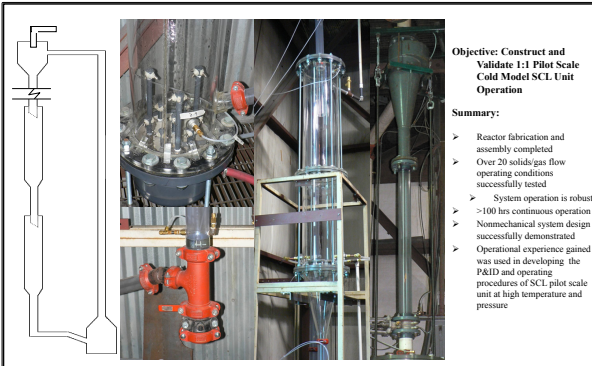 Objective: Construct and
Validate 1:1 Pilot Scale
Cold Model SCL Unit
Operation
Summary:
➤ Reactor fabrication and
assembly completed
➤ Over 20 solids/gas flow
operating conditions
successfully tested
➤ System operation is robust
➤ >100 hrs continuous operation
➤ Nonmechanical system design
successfully demonstrated
➤ Operational experience gained
was used in developing the
P&ID and operating
procedures of SCL pilot scale
unit at high temperature and
pressure